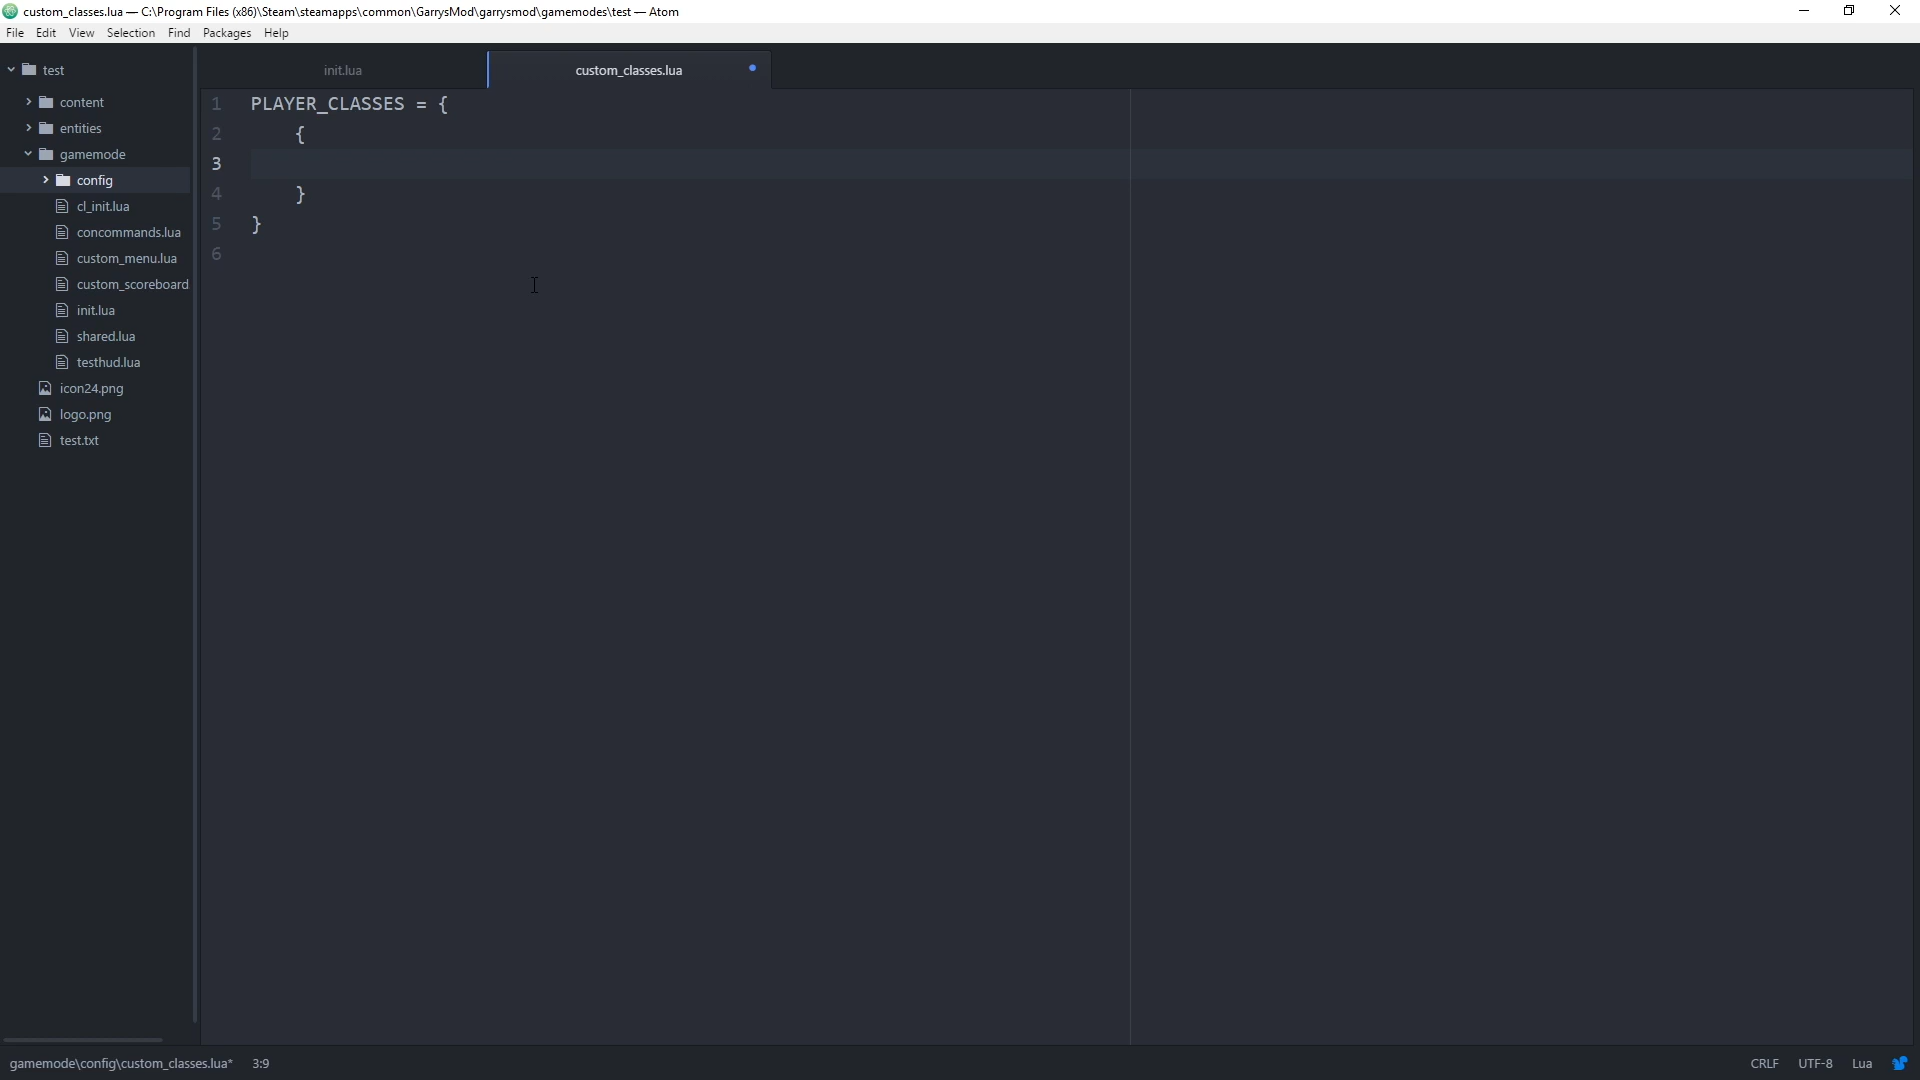 custom_classes.lua — C:\Program Files (x86)\Steam\steamapps\common\GarrysMod\garrysmod\gamemodes\test — Atom
File Edit View Selection Find Packages Help
test
content
entities
gamemode
config
cl_init.lua
concommands.lua
custom_menu.lua
custom_scoreboard.
init.lua
shared.lua
testhud.lua
icon24.png
logo.png
test.txt
init.lua
custom_classes.lua
1 PLAYER_CLASSES = {
2 {
3
4 }
5 }
6
gamemode\config\custom_classes.lua* 3:9
CRLF UTF-8 Lua